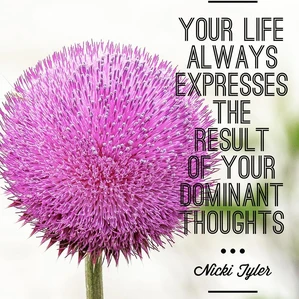 YOUR LIFE
ALWAYS
EXPRESSES
THE
RESULT
OF YOUR
DOMINANT
THOUGHTS
...
Nicki Tyler